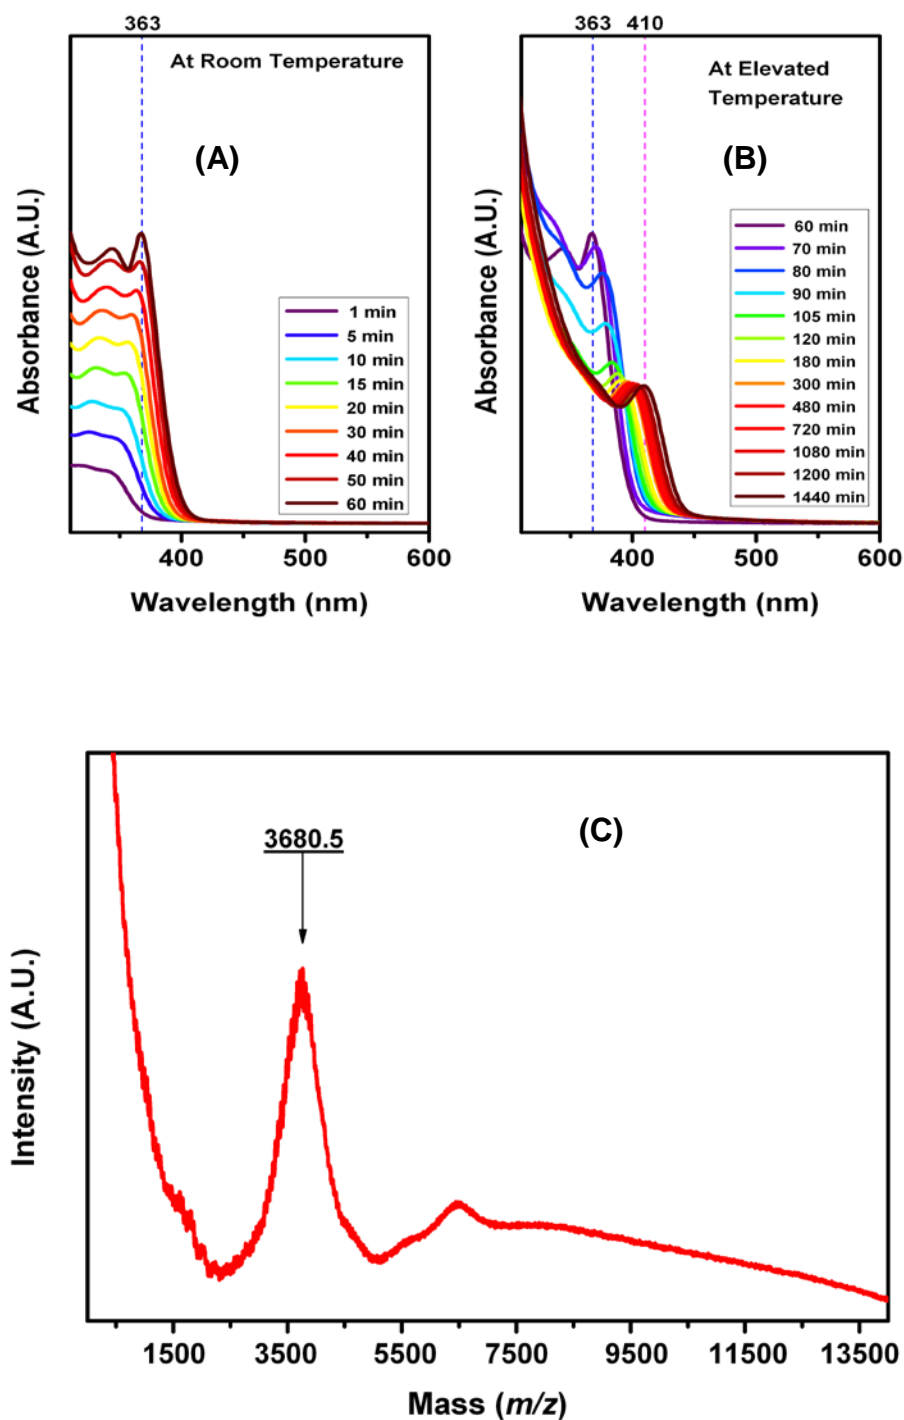 363
At Room Temperature
(A)
Absorbance (A.U.)
1 min
5 min
10 min
15 min
20 min
30 min
40 min
50 min
60 min
400
500
600
Wavelength (nm)
363
410
At Elevated
Temperature
(B)
Absorbance (A.U.)
60 min
70 min
80 min
90 min
105 min
120 min
180 min
300 min
480 min
720 min
1080 min
1200 min
1440 min
400
500
600
Wavelength (nm)
(C)
3680.5
Intensity (A.U.)
1500
3500
5500
7500
9500
11500
13500
Mass (m/z)